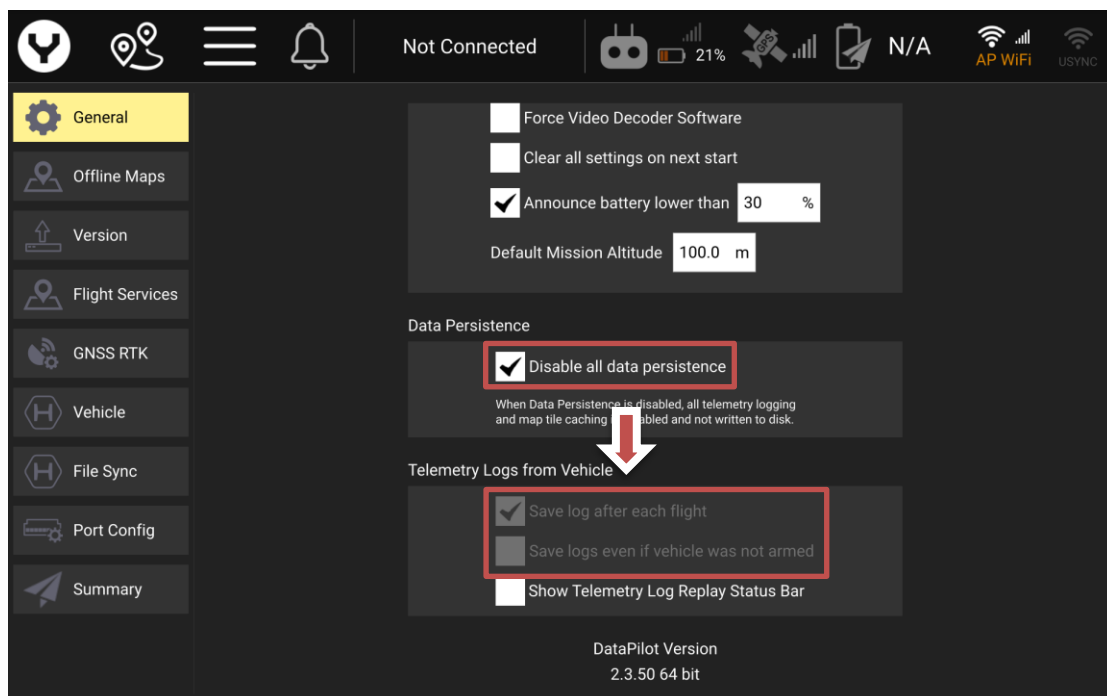 Not Connected
21%
GPS
N/A
AP WiFi
USYNC
General
Offline Maps
Version
Flight Services
GNSS RTK
Vehicle
File Sync
Port Config
Summary
Force Video Decoder Software
Clear all settings on next start
Announce battery lower than 30 %
Default Mission Altitude 100.0 m
Data Persistence
Disable all data persistence
When Data Persistence is disabled, all telemetry logging
and map tile caching not written to disk.
Telemetry Logs from Vehicle
Save log after each flight
Save logs even if vehicle was not armed
Show Telemetry Log Replay Status Bar
DataPilot Version
2.3.50 64 bit